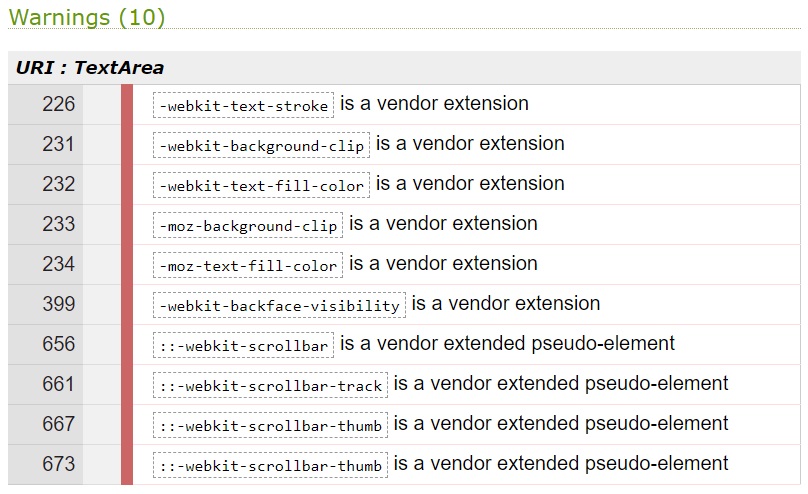 Warnings (10)
URI : TextArea
226 -webkit-text-stroke is a vendor extension
231 -webkit-background-clip is a vendor extension
232 -webkit-text-fill-color is a vendor extension
233 -moz-background-clip is a vendor extension
234 -moz-text-fill-color is a vendor extension
399 -webkit-backface-visibility is a vendor extension
656 ::-webkit-scrollbar is a vendor extended pseudo-element
661 ::-webkit-scrollbar-track is a vendor extended pseudo-element
667 ::-webkit-scrollbar-thumb is a vendor extended pseudo-element
673 ::-webkit-scrollbar-thumb is a vendor extended pseudo-element